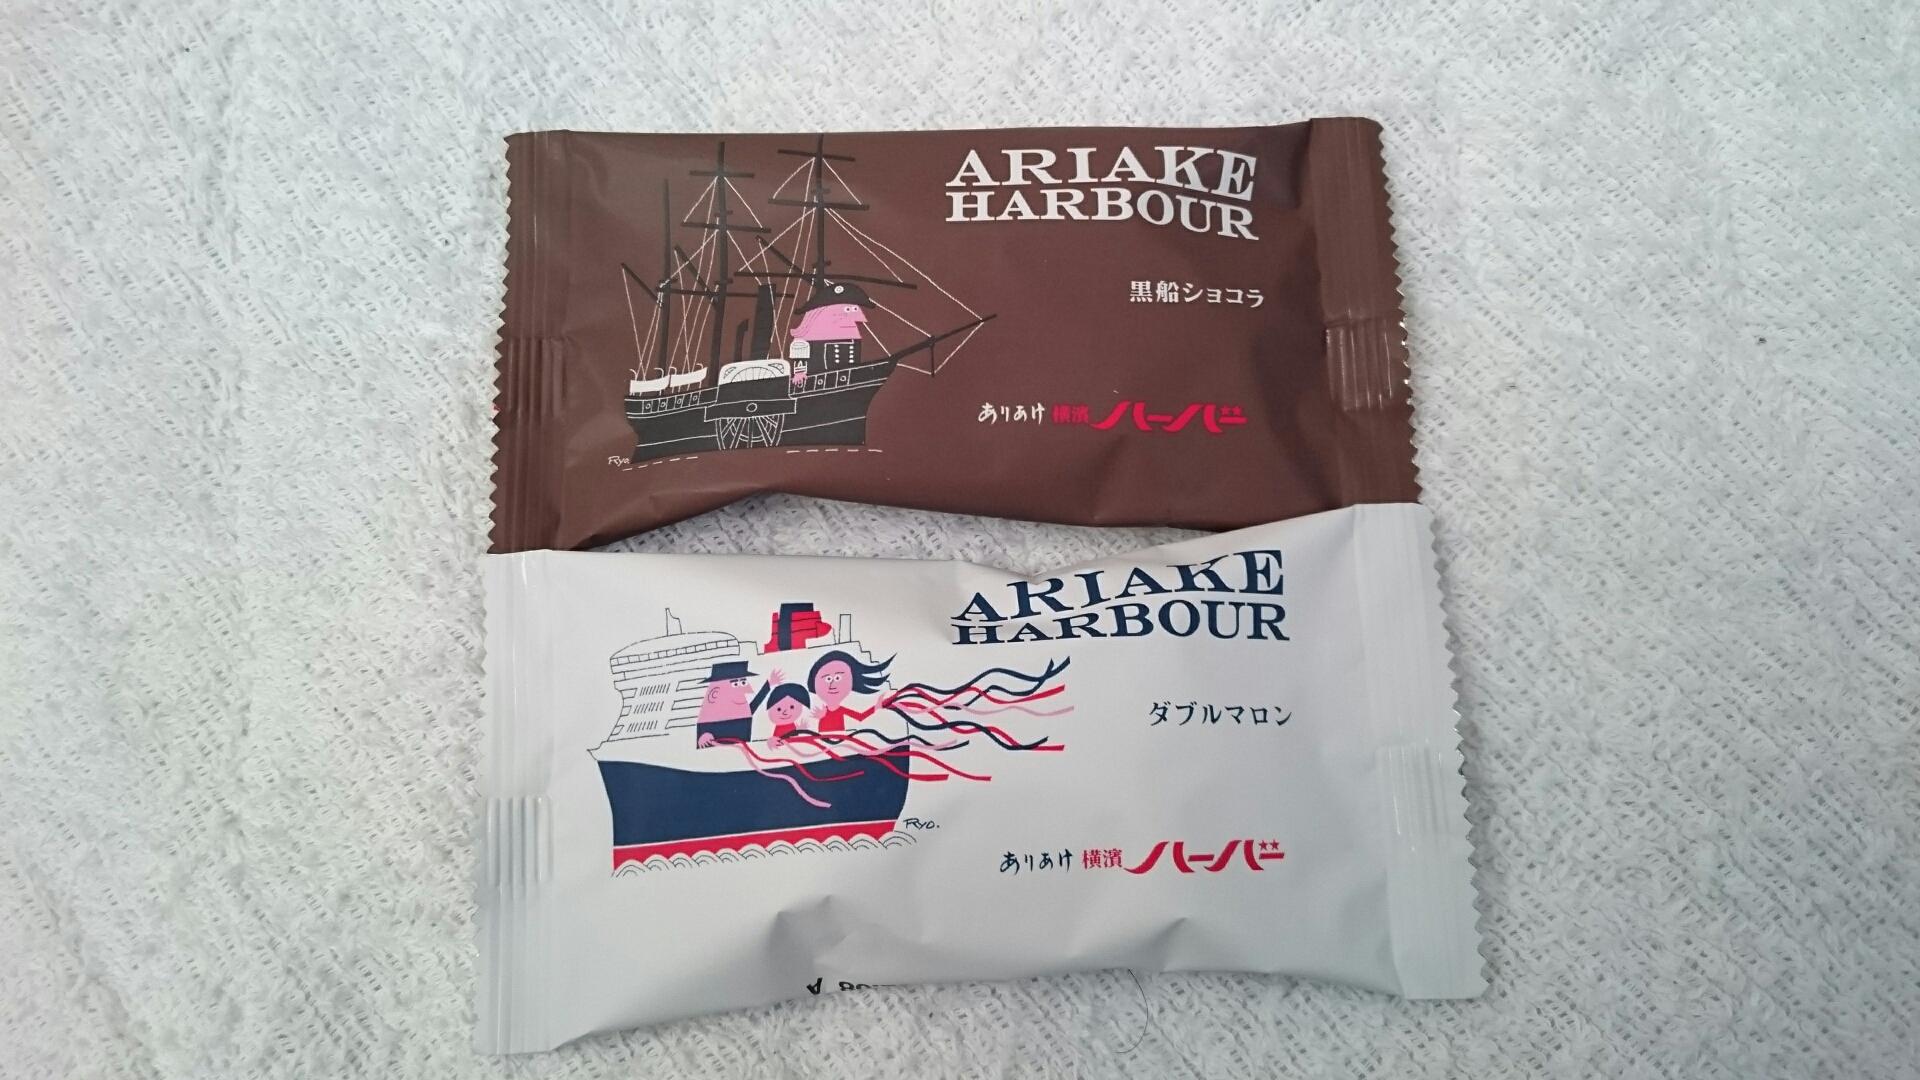 ARIAKE
HARBOUR
黒船ショコラ
ありあけ 横濱 ハーバー
Ryo.
ARIAKE
HARBOUR
ダブルマロン
Ryo.
ありあけ 横濱 ハーバー